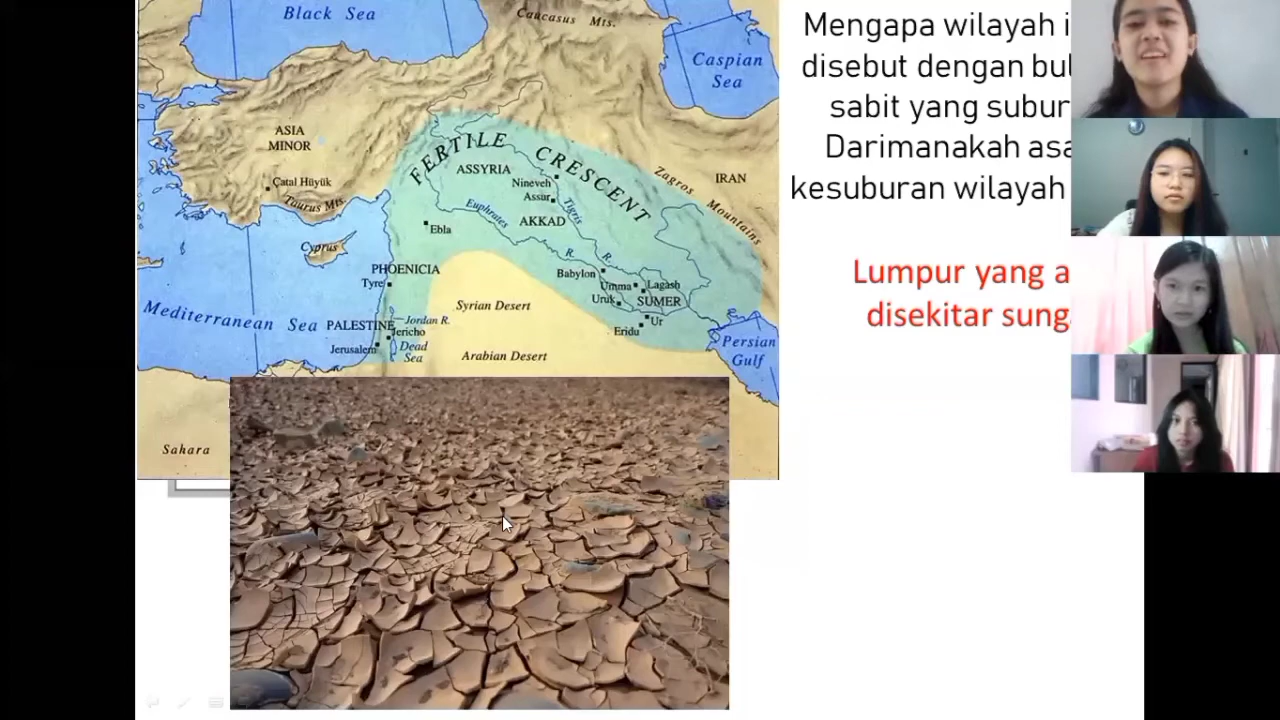 Black Sea
Caucasus Mts.
Caspian
Sea
ASIA
MINOR
Çatal Hüyük
Taurus Mts.
Cyprus
FERTILE CRESCENT
ASSYRIA
Nineveh
Assur
Zagros Mountains
IRAN
Euphrates R.
Tigris R.
AKKAD
Ebla
PHOENICIA
Tyre
Babylon
Umma
Lagash
Uruk
SUMER
Ur
Eridu
Syrian Desert
Mediterranean Sea
PALESTINE
Jordan R.
Jericho
Jerusalem
Dead
Sea
Arabian Desert
Persian
Gulf
Sahara
Mengapa wilayah i
disebut dengan bul
sabit yang subur
Darimanakah asa
kesuburan wilayah
Lumpur yang a
disekitar sung